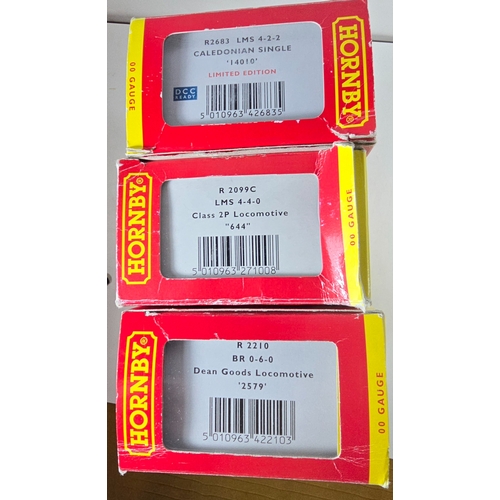 R2683 LMS 4-2-2
CALEDONIAN SINGLE
'14010'
LIMITED EDITION
DCC
READY
5 010963 426835
00 GAUGE
HORNBY
R 2099C
LMS 4-4-0
Class 2P Locomotive
"644"
5 010963 271008
HORNBY
00 GAUGE
R 2210
BR 0-6-0
Dean Goods Locomotive
'2579'
5 010963 422103
HORNBY
00 GAUGE